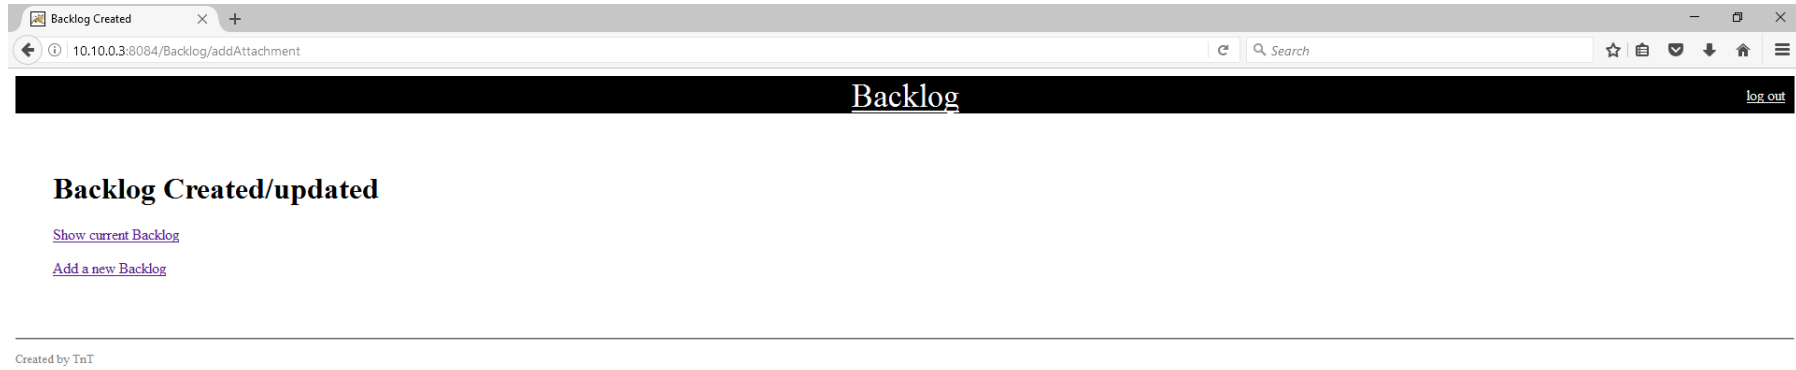 Backlog Created
10.10.0.3:8084/Backlog/addAttachment
Search
Backlog
log out
Backlog Created/updated
Show current Backlog
Add a new Backlog
Created by TnT